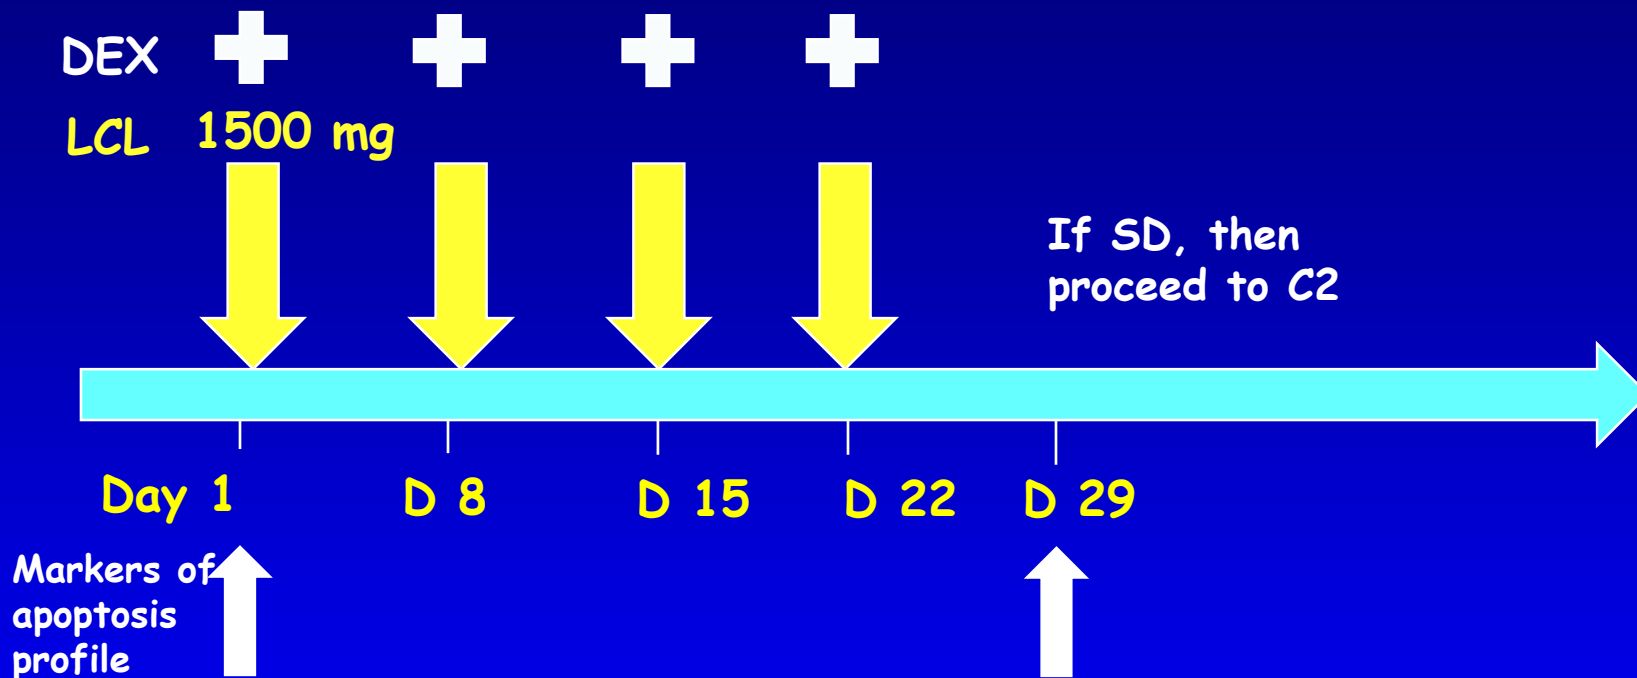 DEX
LCL 1500 mg
If SD, then
proceed to C2
Day 1 D 8 D 15 D 22 D 29
Markers of
apoptosis
profile